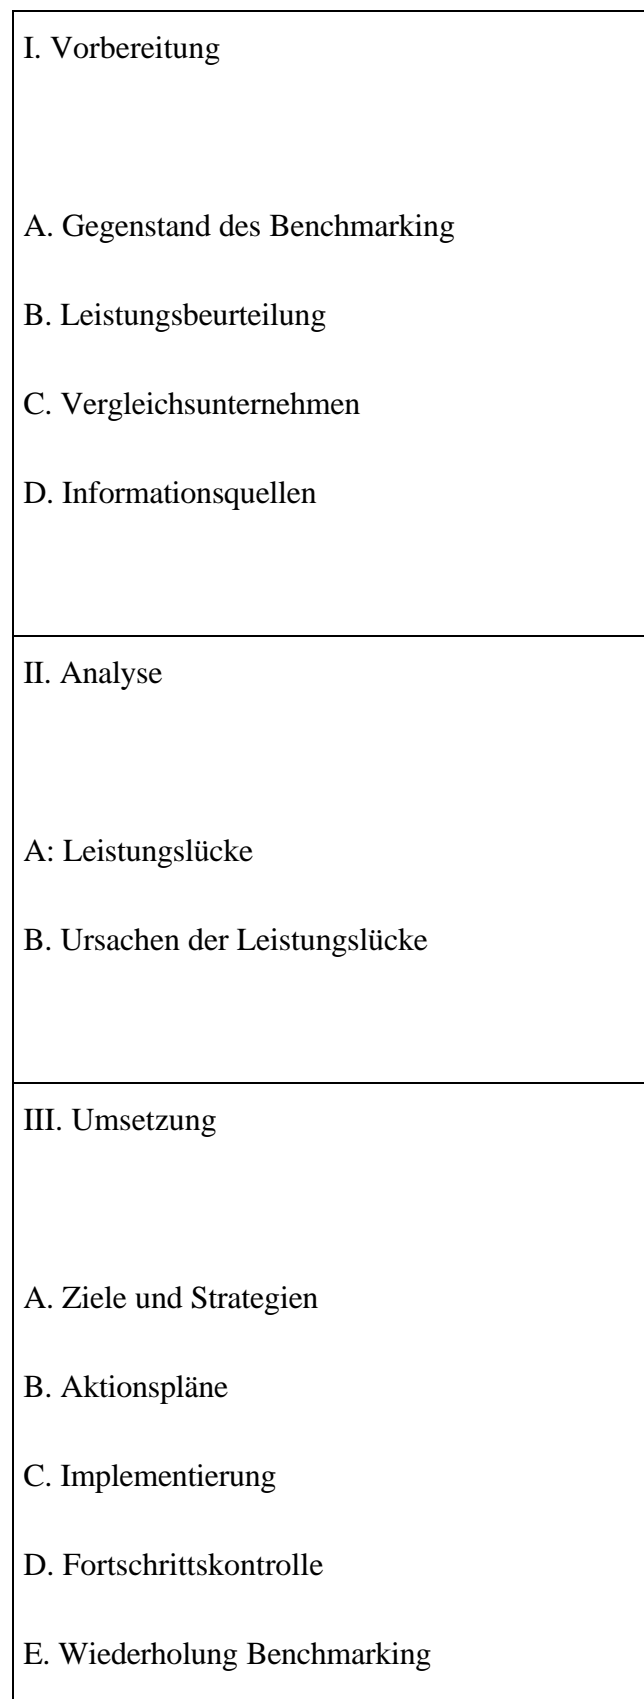 I. Vorbereitung
A. Gegenstand des Benchmarking
B. Leistungsbeurteilung
C. Vergleichsunternehmen
D. Informationsquellen
II. Analyse
A: Leistungslücke
B. Ursachen der Leistungslücke
III. Umsetzung
A. Ziele und Strategien
B. Aktionspläne
C. Implementierung
D. Fortschrittskontrolle
E. Wiederholung Benchmarking